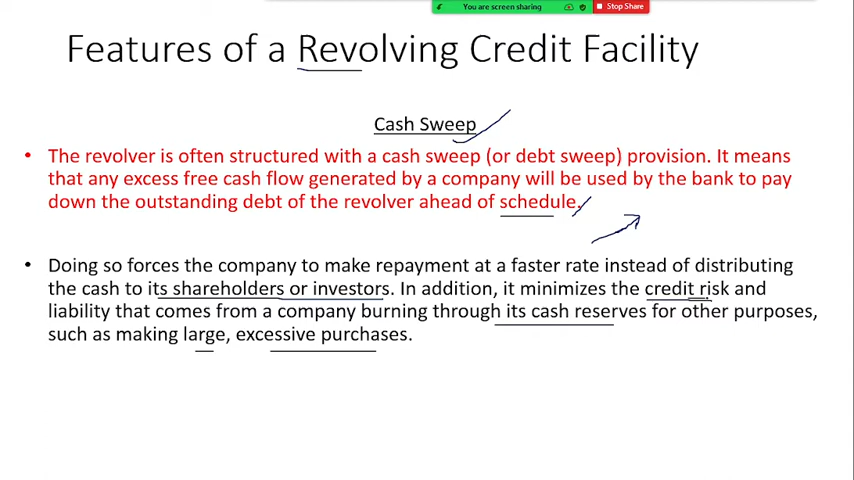 You are screen sharing
Stop Share
Features of a Revolving Credit Facility
Cash Sweep
• The revolver is often structured with a cash sweep (or debt sweep) provision. It means
that any excess free cash flow generated by a company will be used by the bank to pay
down the outstanding debt of the revolver ahead of schedule.
• Doing so forces the company to make repayment at a faster rate instead of distributing
the cash to its shareholders or investors. In addition, it minimizes the credit risk and
liability that comes from a company burning through its cash reserves for other purposes,
such as making large, excessive purchases.